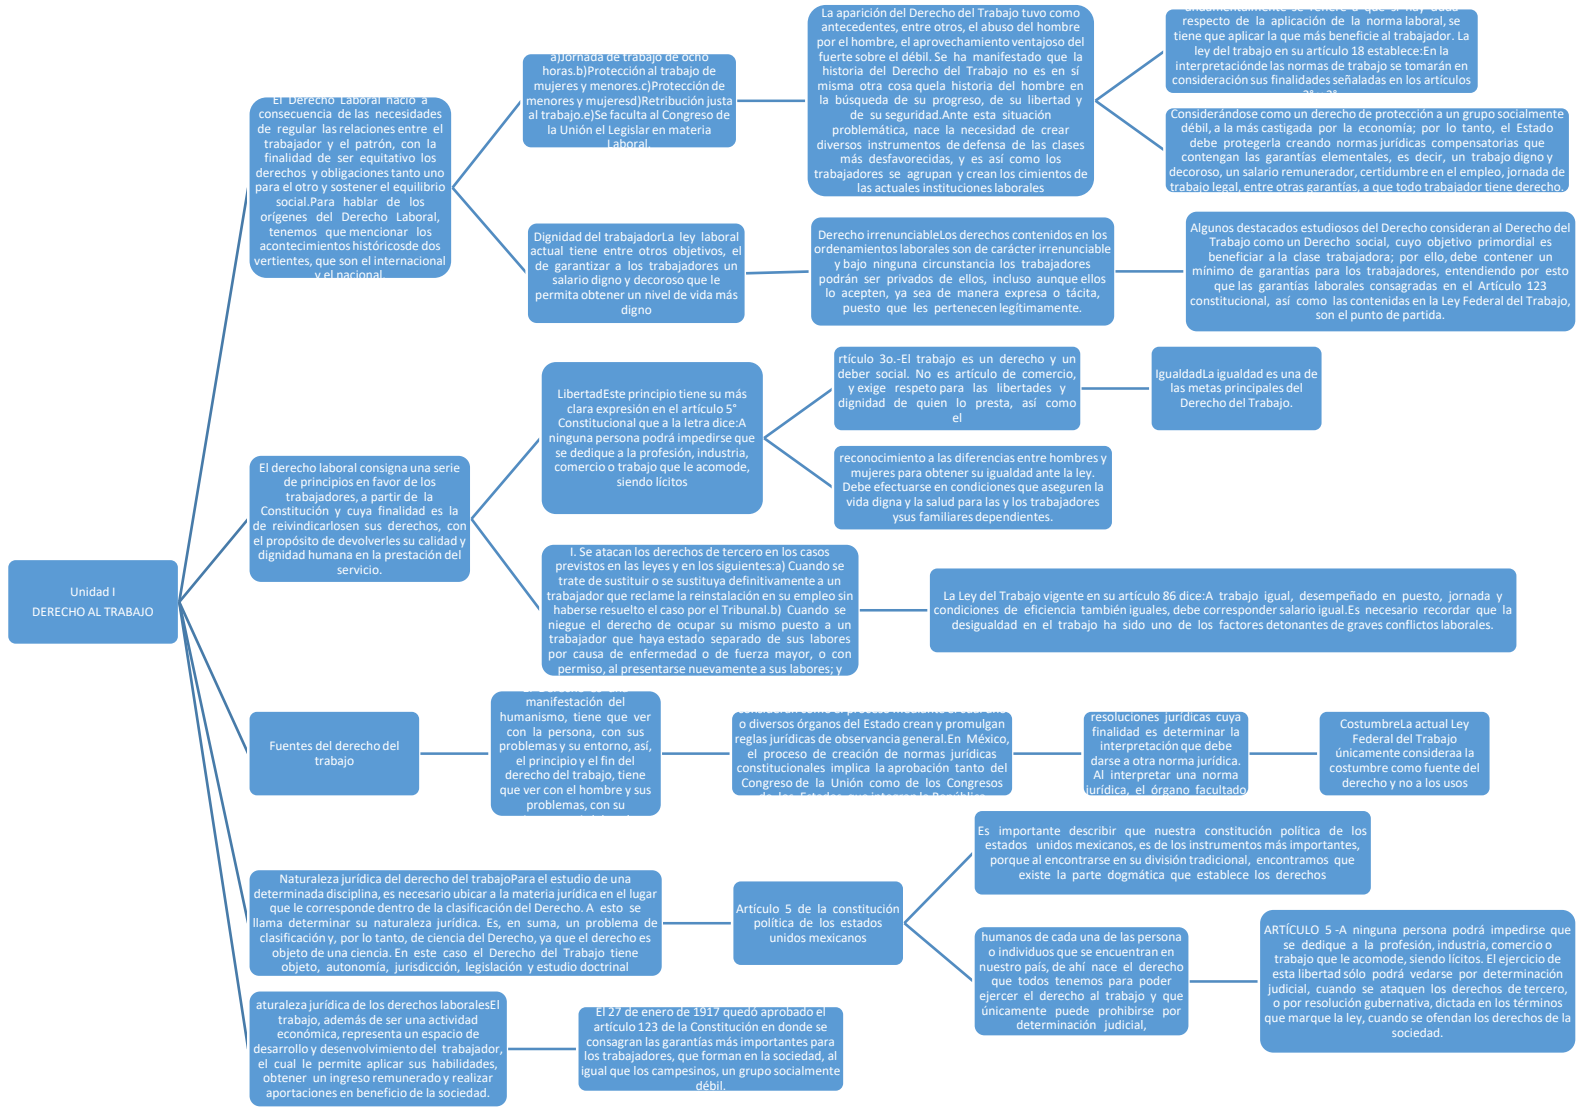 Unidad I
DERECHO AL TRABAJO
El Derecho Laboral nació a
consecuencia de las necesidades
de regular las relaciones entre el
trabajador y el patrón, con la
finalidad de ser equitativo los
derechos y obligaciones tanto uno
para el otro y sostener el equilibrio
social.Para hablar de los
orígenes del Derecho Laboral,
tenemos que mencionar los
acontecimientos históricosde dos
vertientes, que son el internacional
y el nacional.
a)Jornada de trabajo de ocho
horas.b)Protección al trabajo de
mujeres y menores.c)Protección de
menores y mujeresd)Retribución justa
al trabajo.e)Se faculta al Congreso de
la Unión el Legislar en materia
Laboral.
La aparición del Derecho del Trabajo tuvo como
antecedentes, entre otros, el abuso del hombre
por el hombre, el aprovechamiento ventajoso del
fuerte sobre el débil. Se ha manifestado que la
historia del Derecho del Trabajo no es en sí
misma otra cosa quela historia del hombre en
la búsqueda de su progreso, de su libertad y
de su seguridad.Ante esta situación
problemática, nace la necesidad de crear
diversos instrumentos de defensa de las clases
más desfavorecidas, y es así como los
trabajadores se agrupan y crean los cimientos de
las actuales instituciones laborales
respecto de la aplicación de la norma laboral, se
tiene que aplicar la que más beneficie al trabajador. La
ley del trabajo en su artículo 18 establece:En la
interpretaciónde las normas de trabajo se tomarán en
consideración sus finalidades señaladas en los artículos
Considerándose como un derecho de protección a un grupo socialmente
débil, a la más castigada por la economía; por lo tanto, el Estado
debe protegerla creando normas jurídicas compensatorias que
contengan las garantías elementales, es decir, un trabajo digno y
decoroso, un salario remunerador, certidumbre en el empleo, jornada de
trabajo legal, entre otras garantías, a que todo trabajador tiene derecho.
Dignidad del trabajadorLa ley laboral
actual tiene entre otros objetivos, el
de garantizar a los trabajadores un
salario digno y decoroso que le
permita obtener un nivel de vida más
digno
Derecho irrenunciableLos derechos contenidos en los
ordenamientos laborales son de carácter irrenunciable
y bajo ninguna circunstancia los trabajadores
podrán ser privados de ellos, incluso aunque ellos
lo acepten, ya sea de manera expresa o tácita,
puesto que les pertenecen legítimamente.
Algunos destacados estudiosos del Derecho consideran al Derecho del
Trabajo como un Derecho social, cuyo objetivo primordial es
beneficiar a la clase trabajadora; por ello, debe contener un
mínimo de garantías para los trabajadores, entendiendo por esto
que las garantías laborales consagradas en el Artículo 123
constitucional, así como las contenidas en la Ley Federal del Trabajo,
son el punto de partida.
El derecho laboral consigna una serie
de principios en favor de los
trabajadores, a partir de la
Constitución y cuya finalidad es la
de reivindicarlosen sus derechos, con
el propósito de devolverles su calidad y
dignidad humana en la prestación del
servicio.
LibertadEste principio tiene su más
clara expresión en el artículo 5°
Constitucional que a la letra dice:A
ninguna persona podrá impedirse que
se dedique a la profesión, industria,
comercio o trabajo que le acomode,
siendo lícitos
rtículo 3o.-El trabajo es un derecho y un
deber social. No es artículo de comercio,
y exige respeto para las libertades y
dignidad de quien lo presta, así como
el
IgualdadLa igualdad es una de
las metas principales del
Derecho del Trabajo.
reconocimiento a las diferencias entre hombres y
mujeres para obtener su igualdad ante la ley.
Debe efectuarse en condiciones que aseguren la
vida digna y la salud para las y los trabajadores
ysus familiares dependientes.
I. Se atacan los derechos de tercero en los casos
previstos en las leyes y en los siguientes:a) Cuando se
trate de sustituir o se sustituya definitivamente a un
trabajador que reclame la reinstalación en su empleo sin
haberse resuelto el caso por el Tribunal.b) Cuando se
niegue el derecho de ocupar su mismo puesto a un
trabajador que haya estado separado de sus labores
por causa de enfermedad o de fuerza mayor, o con
permiso, al presentarse nuevamente a sus labores; y
La Ley del Trabajo vigente en su artículo 86 dice:A trabajo igual, desempeñado en puesto, jornada y
condiciones de eficiencia también iguales, debe corresponder salario igual.Es necesario recordar que la
desigualdad en el trabajo ha sido uno de los factores detonantes de graves conflictos laborales.
Fuentes del derecho del
trabajo
manifestación del
humanismo, tiene que ver
con la persona, con sus
problemas y su entorno, así,
el principio y el fin del
derecho del trabajo, tiene
que ver con el hombre y sus
problemas, con su
o diversos órganos del Estado crean y promulgan
reglas jurídicas de observancia general.En México,
el proceso de creación de normas jurídicas
constitucionales implica la aprobación tanto del
Congreso de la Unión como de los Congresos
resoluciones jurídicas cuya
finalidad es determinar la
interpretación que debe
darse a otra norma jurídica.
Al interpretar una norma
jurídica, el órgano facultado
CostumbreLa actual Ley
Federal del Trabajo
únicamente consideraa la
costumbre como fuente del
derecho y no a los usos
Naturaleza jurídica del derecho del trabajoPara el estudio de una
determinada disciplina, es necesario ubicar a la materia jurídica en el lugar
que le corresponde dentro de la clasificación del Derecho. A esto se
llama determinar su naturaleza jurídica. Es, en suma, un problema de
clasificación y, por lo tanto, de ciencia del Derecho, ya que el derecho es
objeto de una ciencia. En este caso el Derecho del Trabajo tiene
objeto, autonomía, jurisdicción, legislación y estudio doctrinal
Artículo 5 de la constitución
política de los estados
unidos mexicanos
Es importante describir que nuestra constitución política de los
estados unidos mexicanos, es de los instrumentos más importantes,
porque al encontrarse en su división tradicional, encontramos que
existe la parte dogmática que establece los derechos
humanos de cada una de las persona
o individuos que se encuentran en
nuestro país, de ahí nace el derecho
que todos tenemos para poder
ejercer el derecho al trabajo y que
únicamente puede prohibirse por
determinación judicial,
ARTÍCULO 5 -A ninguna persona podrá impedirse que
se dedique a la profesión, industria, comercio o
trabajo que le acomode, siendo lícitos. El ejercicio de
esta libertad sólo podrá vedarse por determinación
judicial, cuando se ataquen los derechos de tercero,
o por resolución gubernativa, dictada en los términos
que marque la ley, cuando se ofendan los derechos de la
sociedad.
aturaleza jurídica de los derechos laboralesEl
trabajo, además de ser una actividad
económica, representa un espacio de
desarrollo y desenvolvimiento del trabajador,
el cual le permite aplicar sus habilidades,
obtener un ingreso remunerado y realizar
aportaciones en beneficio de la sociedad.
El 27 de enero de 1917 quedó aprobado el
artículo 123 de la Constitución en donde se
consagran las garantías más importantes para
los trabajadores, que forman en la sociedad, al
igual que los campesinos, un grupo socialmente
débil.